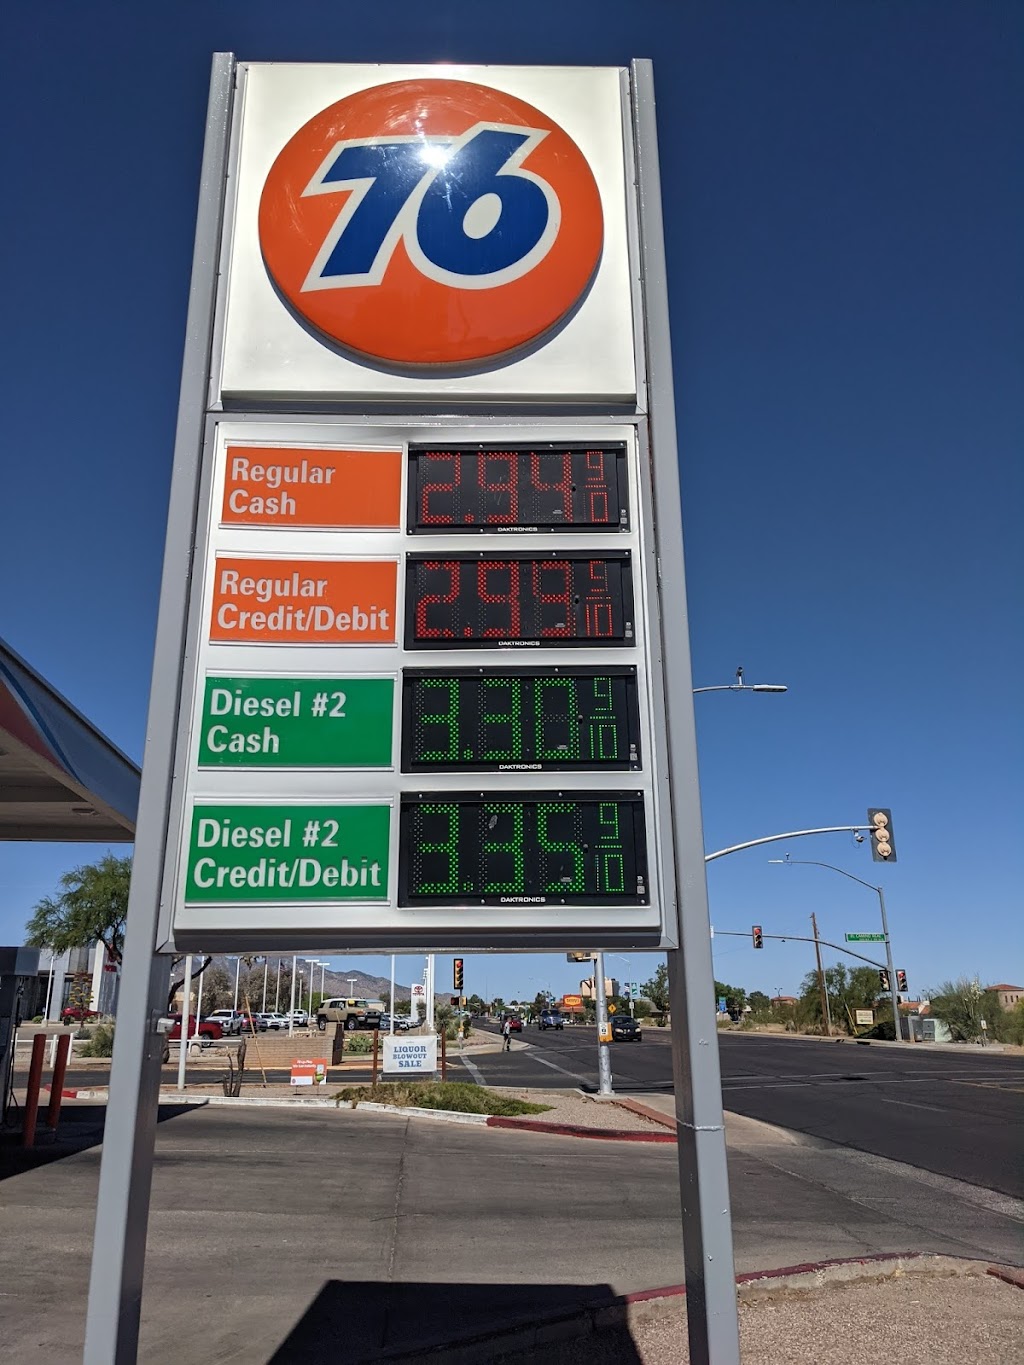 76
Regular
Cash
2.94 9/10
DAKTRONICS
Regular
Credit/Debit
2.99 9/10
DAKTRONICS
Diesel #2
Cash
3.30 9/10
DAKTRONICS
Diesel #2
Credit/Debit
3.35 9/10
DAKTRONICS
LIQUOR
BLOWOUT
SALE